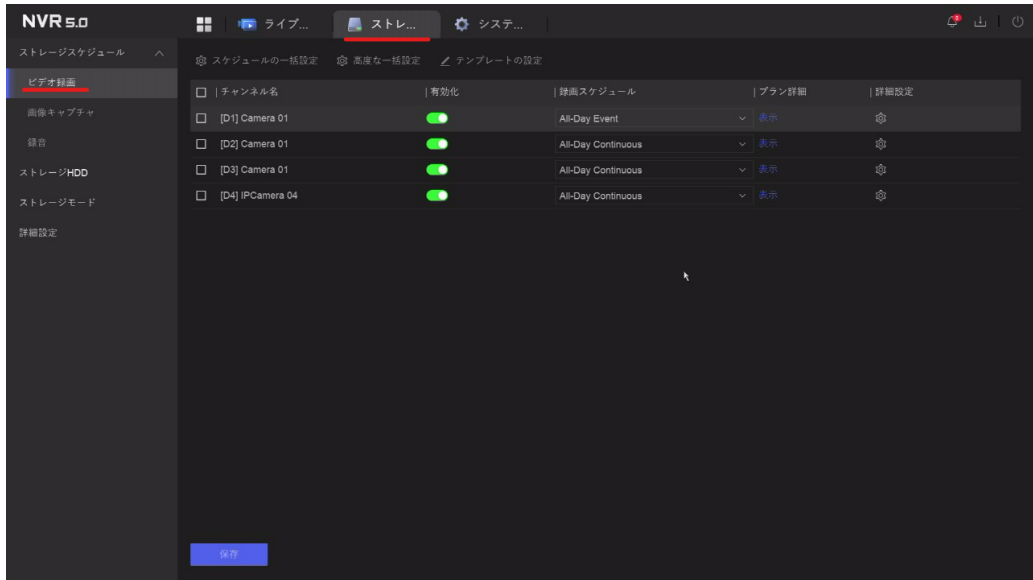 NVR 5.0
ライブ...
ストレ...
システ...
ストレージスケジュール
ビデオ録画
画像キャプチャ
録音
ストレージHDD
ストレージモード
詳細設定
スケジュールの一括設定 高度な一括設定 テンプレートの設定
チャンネル名 有効化 録画スケジュール プラン詳細 詳細設定
[D1] Camera 01 All-Day Event 表示
[D2] Camera 01 All-Day Continuous 表示
[D3] Camera 01 All-Day Continuous 表示
[D4] IPCamera 04 All-Day Continuous 表示
保存